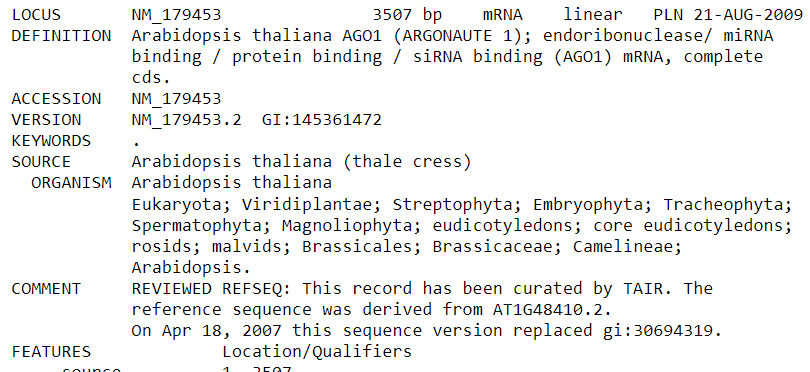 LOCUS NM_179453 3507 bp mRNA linear PLN 21-AUG-2009
DEFINITION Arabidopsis thaliana AGO1 (ARGONAUTE 1); endoribonuclease/ miRNA
binding / protein binding / siRNA binding (AGO1) mRNA, complete
cds.
ACCESSION NM_179453
VERSION NM_179453.2 GI:145361472
KEYWORDS .
SOURCE Arabidopsis thaliana (thale cress)
ORGANISM Arabidopsis thaliana
Eukaryota; Viridiplantae; Streptophyta; Embryophyta; Tracheophyta;
Spermatophyta; Magnoliophyta; eudicotyledons; core eudicotyledons;
rosids; malvids; Brassicales; Brassicaceae; Camelineae;
Arabidopsis.
COMMENT REVIEWED REFSEQ: This record has been curated by TAIR. The
reference sequence was derived from AT1G48410.2.
On Apr 18, 2007 this sequence version replaced gi:30694319.
FEATURES Location/Qualifiers
source 1..3507